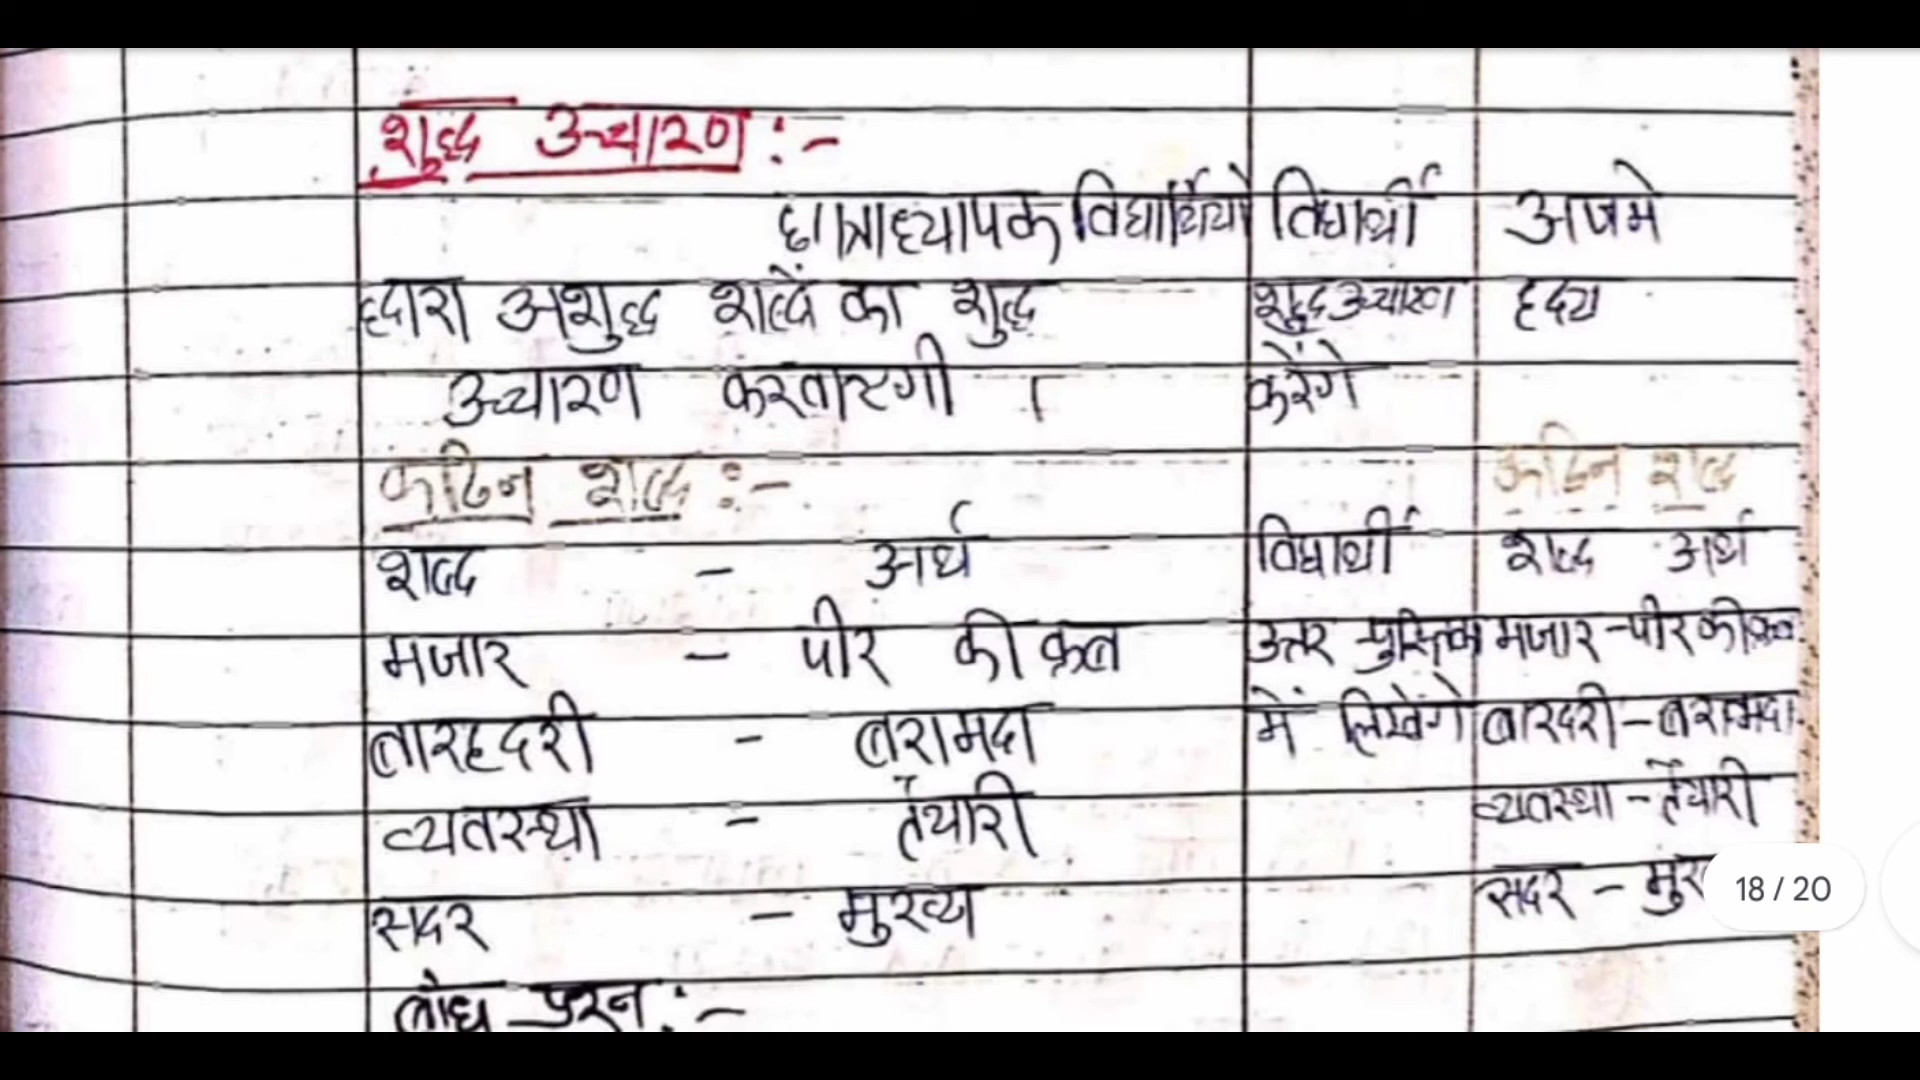 शुद्ध उच्चारण :-
छात्राध्यापक विद्यार्थियो विद्यार्थी
द्वारा अशुद्ध शब्दों का शुद्ध शुद्ध उच्चारण हृदय
उच्चारण करवाएगी । करेंगे
कठिन शब्द :- कठिन शब्द
शब्द - अर्थ विद्यार्थी शब्द अर्थ
मजार - पीर की कब्र उत्तर पुस्तिका मजार - पीर की कब्र
बारहदरी - बरामदा में लिखेंगे बारदरी - बरामदा
व्यवस्था - तैयारी व्यवस्था - तैयारी
सदर - मुख्य सदर -
18 / 20
बोध प्रश्न :-